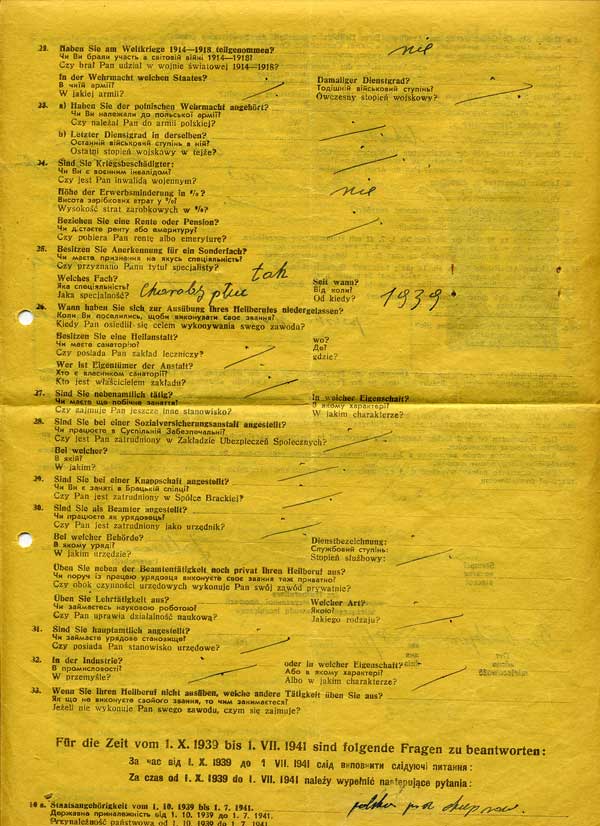 22. Haben Sie am Weltkriege 1914—1918 teilgenommen? nie
Чи Ви брали участь в світовій війні 1914—1918?
Czy brał Pan udział w wojnie światowej 1914—1918?
In der Wehrmacht welchen Staates? Damaliger Dienstgrad?
В чиїй армії? Тодішній військовий ступінь?
W jakiej armii? Ówczesny stopień wojskowy?
23. a) Haben Sie der polnischen Wehrmacht angehört?
Чи Ви належали до польської армії?
Czy należał Pan do armii polskiej?
b) Letzter Dienstgrad in derselben?
Останній військовий ступінь в ній?
Ostatni stopień wojskowy w tejże?
24. Sind Sie Kriegsbeschädigter:
Чи Ви є воєнним інвалідом?
Czy jest Pan inwalidą wojennym?
Höhe der Erwerbsminderung in %? nie
Висота зарібкових втрат у %?
Wysokość strat zarobkowych w %?
Beziehen Sie eine Rente oder Pension?
Чи дістаєте ренту або емеритуру?
Czy pobiera Pan rentę albo emeryturę?
25. Besitzen Sie Anerkennung für ein Sonderfach?
Чи маєте признання на якусь спеціяльність?
Czy przyznano Panu tytuł specjalisty? tak
Welches Fach? Seit wann?
Яка спеціяльність? Від коли?
Jaka specjalność? choroby płuc Od kiedy? 1939
26. Wann haben Sie sich zur Ausübung Ihres Heilberufes niedergelassen?
Коли Ви поселились, щоби виконувати своє звання?
Kiedy Pan osiedlił się celem wykonywania swego zawodu?
Besitzen Sie eine Heilanstalt? wo?
Чи маєте санаторію? Де?
Czy posiada Pan zakład leczniczy? gdzie?
Wer ist Eigentümer der Anstalt?
Хто є власником санаторії?
Kto jest właścicielem zakładu?
27. Sind Sie nebenamtlich tätig? In welcher Eigenschaft?
Чи маєте ще побічне заняття? В якому характері?
Czy zajmuje Pan jeszcze inne stanowisko? W jakim charakterze?
28. Sind Sie bei einer Sozialversicherungsanstalt angestellt?
Чи працюєте в Суспільній Забезпечальні?
Czy jest Pan zatrudniony w Zakładzie Ubezpieczeń Społecznych?
Bei welcher?
В якій?
W jakim?
29. Sind Sie bei einer Knappschaft angestellt?
Чи Ви є заняті в Брацькій спілці?
Czy Pan jest zatrudniony w Spółce Brackiej?
30. Sind Sie als Beamter angestellt?
Чи працюєте як урядовець?
Czy Pan jest zatrudniony jako urzędnik?
Bei welcher Behörde? Dienstbezeichnung:
В якому уряді? Службовий ступінь:
W jakim urzędzie? Stopień służbowy:
Üben Sie neben der Beamtentätigkeit noch privat Ihren Heilberuf aus?
Чи поруч із працею урядовця виконуєте своє звання теж приватно?
Czy obok czynności urzędowych wykonuje Pan swój zawód prywatnie?
Üben Sie Lehrtätigkeit aus? Welcher Art?
Чи займаєтесь науковою роботою? Якою?
Czy Pan uprawia działalność naukową? Jakiego rodzaju?
31. Sind Sie hauptamtlich angestellt?
Чи займаєте урядове становище?
Czy posiada Pan stanowisko urzędowe?
32. In der Industrie? oder in welcher Eigenschaft?
В промисловості? Або в якому характері?
W przemyśle? Albo w jakim charakterze?
33. Wenn Sie Ihren Heilberuf nicht ausüben, welche andere Tätigkeit üben Sie aus?
Як що не виконуєте свойого звання, то чим занимаєтеся?
Jeżeli nie wykonuje Pan swego zawodu, czym się zajmuje?
Für die Zeit vom 1. X. 1939 bis 1. VII. 1941 sind folgende Fragen zu beantworten:
За час від 1. X. 1939 до 1 VII. 1941 слід виповнити слідуючі питання:
Za czas od 1. X. 1939 do 1. VII. 1941 należy wypełnić następujące pytania:
10 a. Staatsangehörigkeit vom 1. 10. 1939 bis 1. 7. 1941.
Державна приналежність від 1. 10. 1939 до 1. 7. 1941.
Przynależność państwowa od 1. 10. 1939 do 1. 7. 1941.